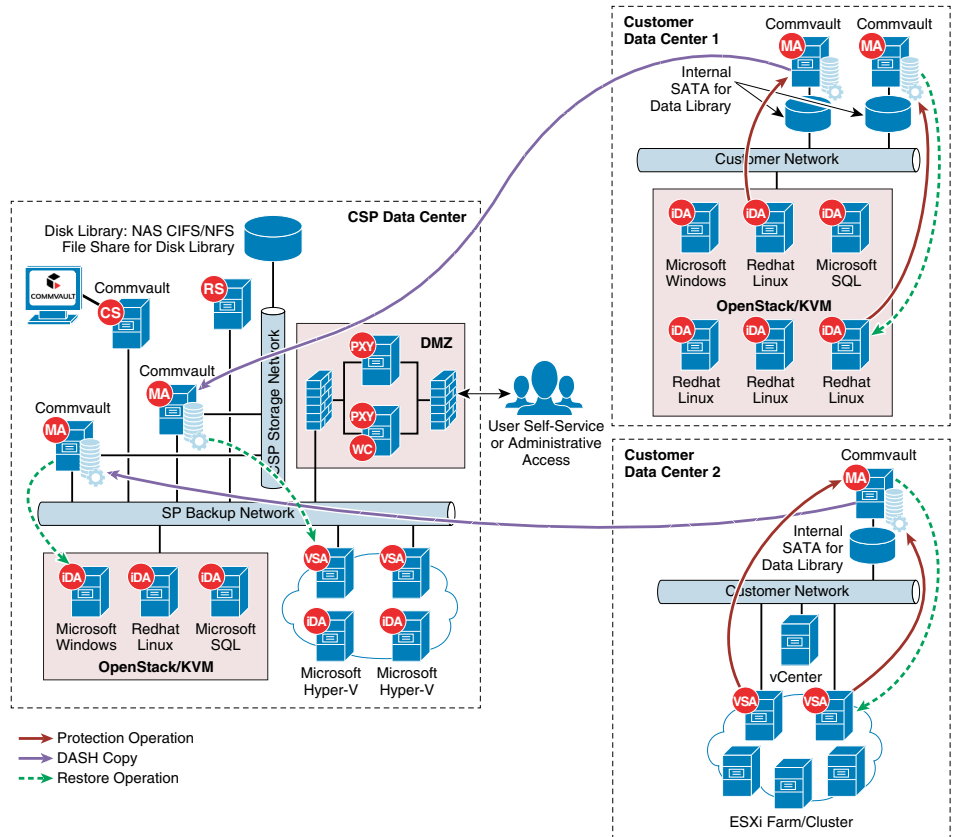 Customer
Data Center 1
Commvault
Commvault
MA
MA
Internal
SATA for
Data Library
Customer Network
iDA
iDA
iDA
Microsoft
Windows
Redhat
Linux
Microsoft
SQL
OpenStack/KVM
iDA
iDA
iDA
Redhat
Linux
Redhat
Linux
Redhat
Linux
CSP Data Center
Disk Library: NAS CIFS/NFS
File Share for Disk Library
COMMVAULT
Commvault
CS
RS
CSP Storage Network
DMZ
PXY
PXY
WC
User Self-Service
or Administrative
Access
Commvault
MA
Commvault
MA
SP Backup Network
iDA
iDA
iDA
Microsoft
Windows
Redhat
Linux
Microsoft
SQL
OpenStack/KVM
VSA
VSA
iDA
iDA
Microsoft
Hyper-V
Microsoft
Hyper-V
Customer
Data Center 2
Commvault
MA
Internal
SATA for
Data Library
Customer Network
vCenter
VSA
VSA
ESXi Farm/Cluster
Protection Operation
DASH Copy
Restore Operation